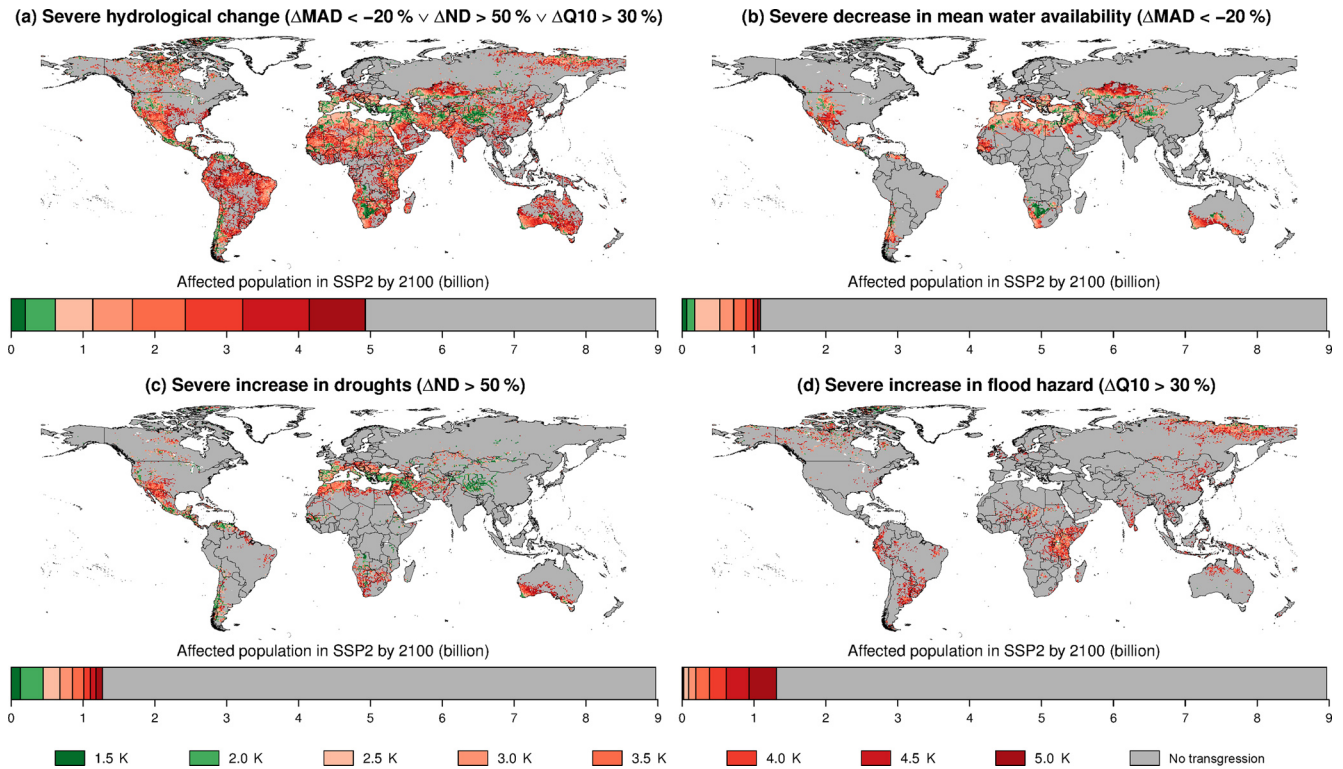 (a) Severe hydrological change (ΔMAD < −20 % ∨ ΔND > 50 % ∨ ΔQ10 > 30 %)
(b) Severe decrease in mean water availability (ΔMAD < −20 %)
Affected population in SSP2 by 2100 (billion)
0 1 2 3 4 5 6 7 8 9
Affected population in SSP2 by 2100 (billion)
0 1 2 3 4 5 6 7 8 9
(c) Severe increase in droughts (ΔND > 50 %)
(d) Severe increase in flood hazard (ΔQ10 > 30 %)
Affected population in SSP2 by 2100 (billion)
0 1 2 3 4 5 6 7 8 9
Affected population in SSP2 by 2100 (billion)
0 1 2 3 4 5 6 7 8 9
1.5 K 2.0 K 2.5 K 3.0 K 3.5 K 4.0 K 4.5 K 5.0 K No transgression